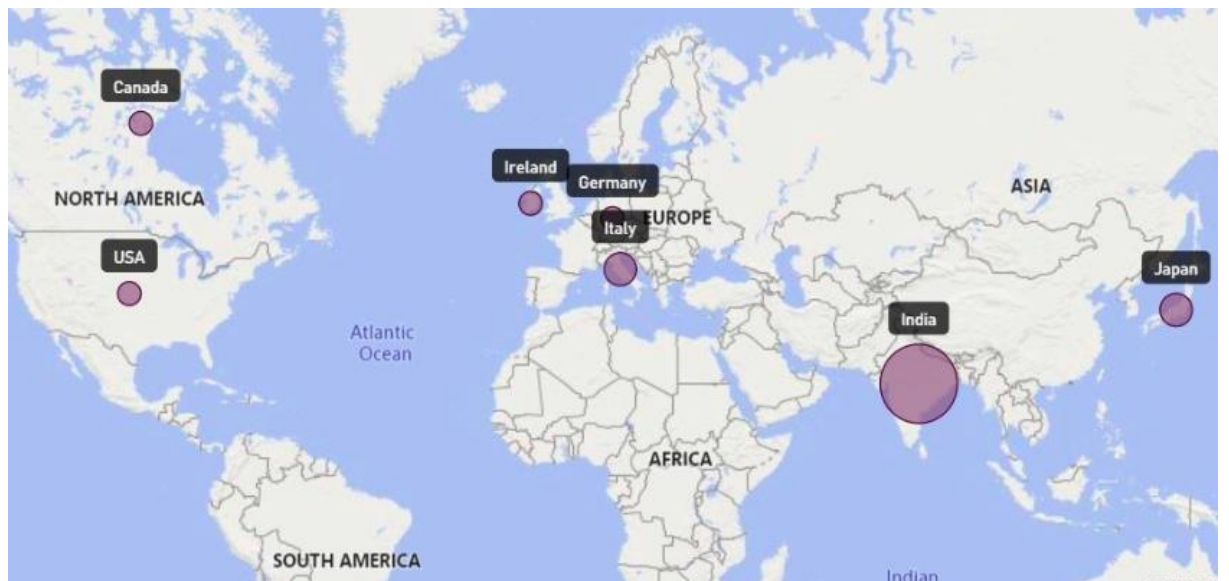 Canada
Ireland
Germany
ASIA
NORTH AMERICA
EUROPE
Italy
USA
Japan
India
Atlantic
Ocean
AFRICA
SOUTH AMERICA
Indian